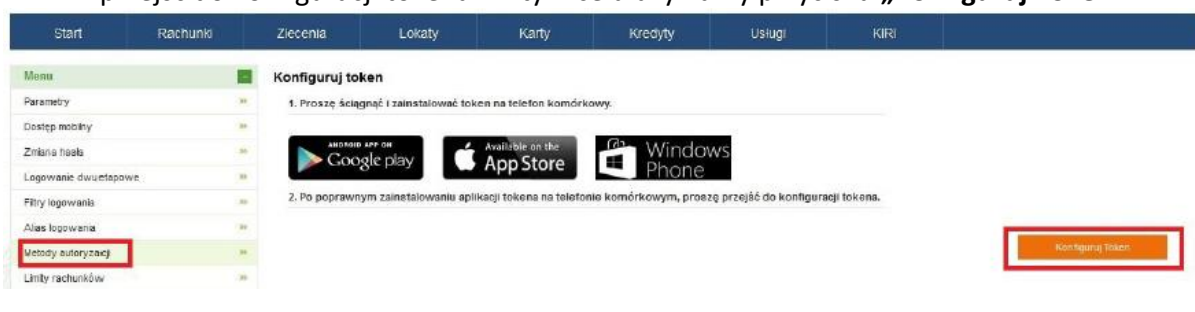 Start Rachunki Zlecenia Lokaty Karty Kredyty Usługi KIRI
Menu
Parametry
Dostęp mobilny
Zmiana hasła
Logowanie dwuetapowe
Filtry logowania
Alias logowania
Metody autoryzacji
Limity rachunków
Konfiguruj token
1. Proszę ściągnąć i zainstalować token na telefon komórkowy.
ANDROID APP ON
Google play
Available on the
App Store
Windows
Phone
2. Po poprawnym zainstalowaniu aplikacji tokena na telefonie komórkowym, proszę przejść do konfiguracji tokena.
Konfiguruj Token